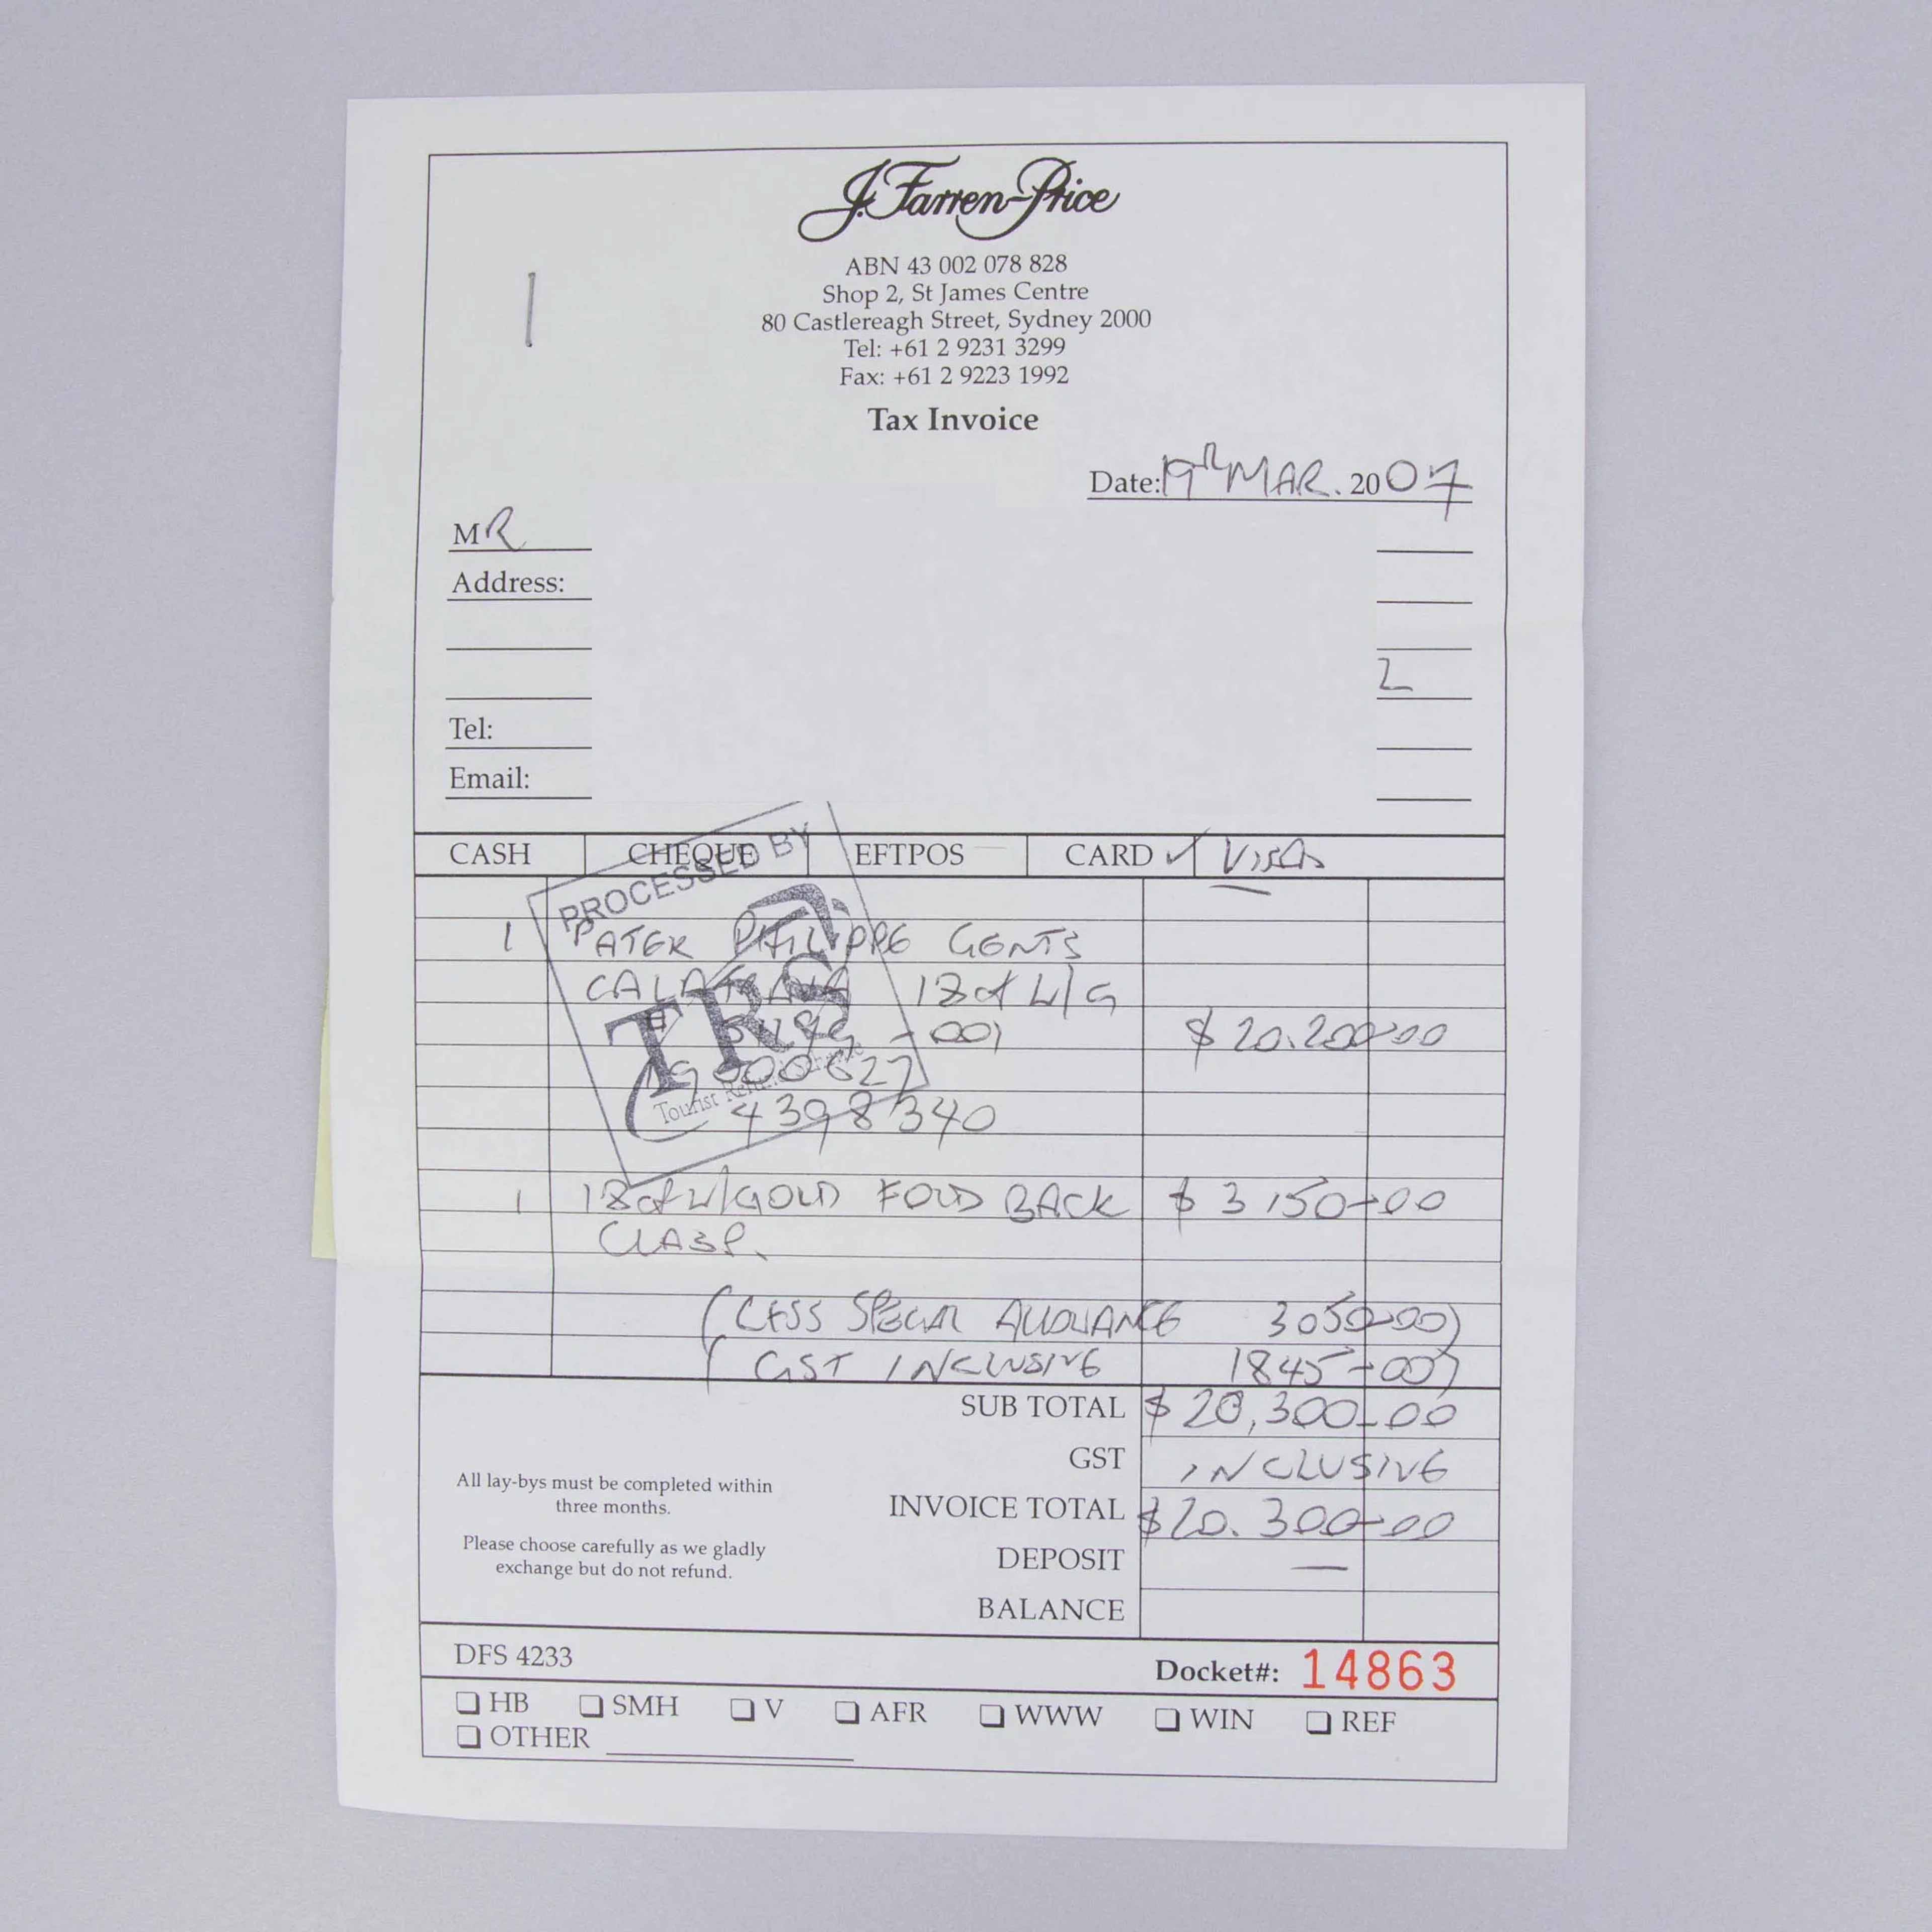 J. Farren-Price
ABN 43 002 078 828
Shop 2, St James Centre
80 Castlereagh Street, Sydney 2000
Tel: +61 2 9231 3299
Fax: +61 2 9223 1992
Tax Invoice
Date: 19th MAR. 2007
MR
Address:
2
Tel:
Email:
CASH CHEQUE EFTPOS CARD ✓ VISA
PROCESSED BY
1 PATEK PHILIPPE GENTS
CALATRAVA 18ct W/G
-001 $ 20.200-00
TRS
Tourist Refund Scheme
4398340
1 18ct W/GOLD FOLD BACK $ 3150-00
CLASP.
(LESS SPECIAL ALLOWANCE 3050-00)
(GST INCLUSIVE 1845-00)
SUB TOTAL $ 20,300-00
GST INCLUSIVE
INVOICE TOTAL $20.300-00
DEPOSIT —
BALANCE
All lay-bys must be completed within
three months.
Please choose carefully as we gladly
exchange but do not refund.
DFS 4233 Docket#: 14863
HB SMH V AFR WWW WIN REF
OTHER